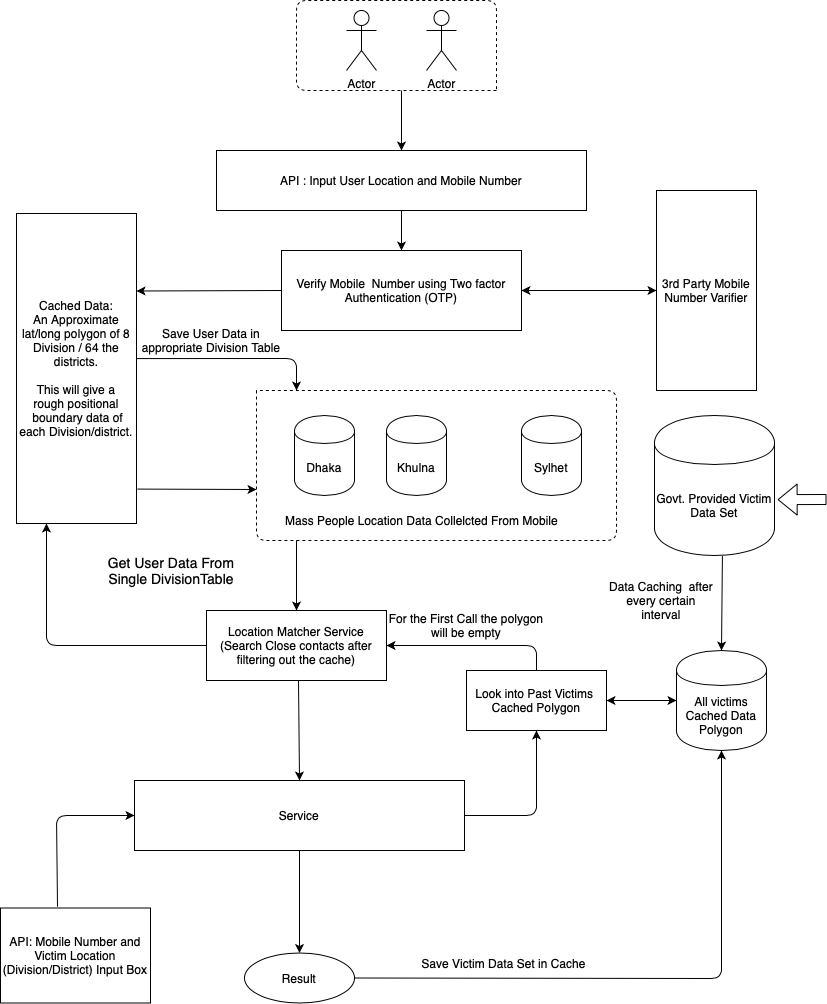 Actor
Actor
API : Input User Location and Mobile Number
Verify Mobile Number using Two factor
Authentication (OTP)
3rd Party Mobile
Number Varifier
Cached Data:
An Approximate
lat/long polygon of 8
Division / 64 the
districts.
This will give a
rough positional
boundary data of
each Division/district.
Save User Data in
appropriate Division Table
Dhaka
Khulna
Sylhet
Mass People Location Data Collelcted From Mobile
Govt. Provided Victim
Data Set
Get User Data From
Single DivisionTable
Data Caching after
every certain
interval
Location Matcher Service
(Search Close contacts after
filtering out the cache)
For the First Call the polygon
will be empty
Look into Past Victims
Cached Polygon
All victims
Cached Data
Polygon
Service
API: Mobile Number and
Victim Location
(Division/District) Input Box
Result
Save Victim Data Set in Cache